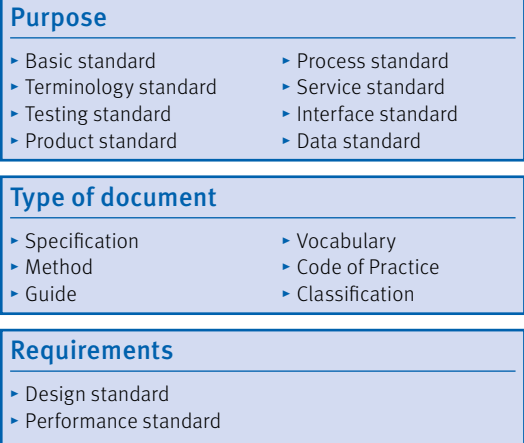 Purpose
▸ Basic standard
▸ Terminology standard
▸ Testing standard
▸ Product standard
▸ Process standard
▸ Service standard
▸ Interface standard
▸ Data standard
Type of document
▸ Specification
▸ Method
▸ Guide
▸ Vocabulary
▸ Code of Practice
▸ Classification
Requirements
▸ Design standard
▸ Performance standard